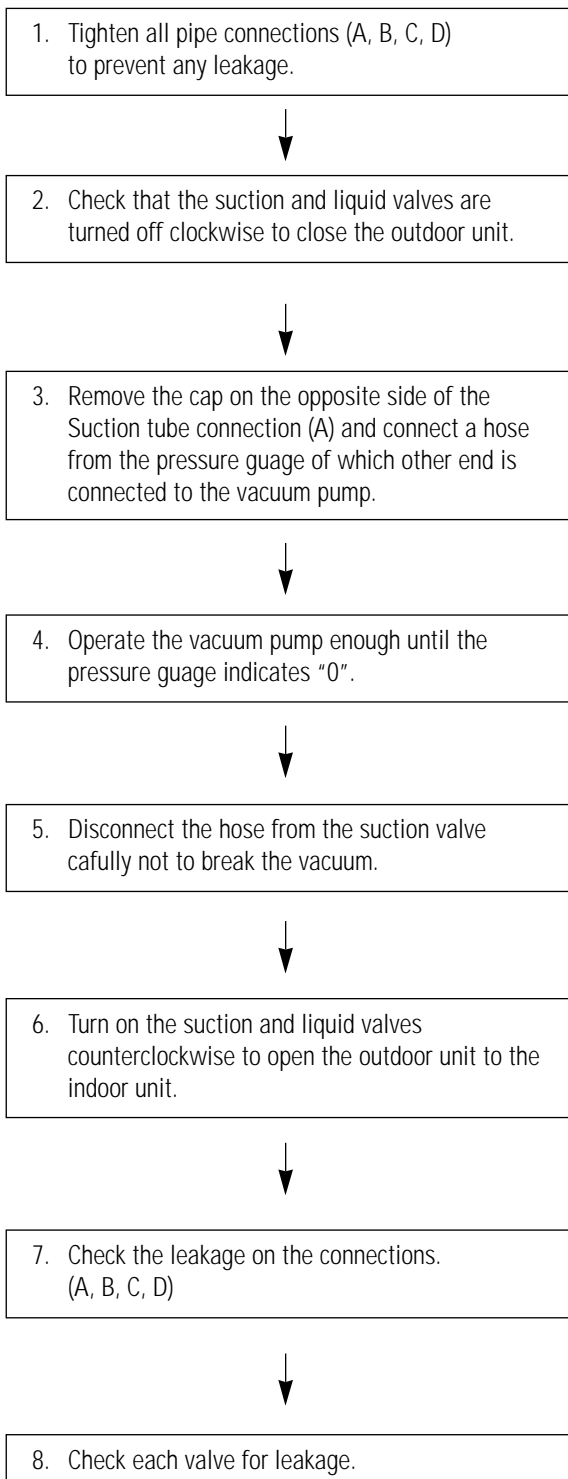 1. Tighten all pipe connections (A, B, C, D)
to prevent any leakage.
2. Check that the suction and liquid valves are
turned off clockwise to close the outdoor unit.
3. Remove the cap on the opposite side of the
Suction tube connection (A) and connect a hose
from the pressure guage of which other end is
connected to the vacuum pump.
4. Operate the vacuum pump enough until the
pressure guage indicates “0”.
5. Disconnect the hose from the suction valve
cafully not to break the vacuum.
6. Turn on the suction and liquid valves
counterclockwise to open the outdoor unit to the
indoor unit.
7. Check the leakage on the connections.
(A, B, C, D)
8. Check each valve for leakage.